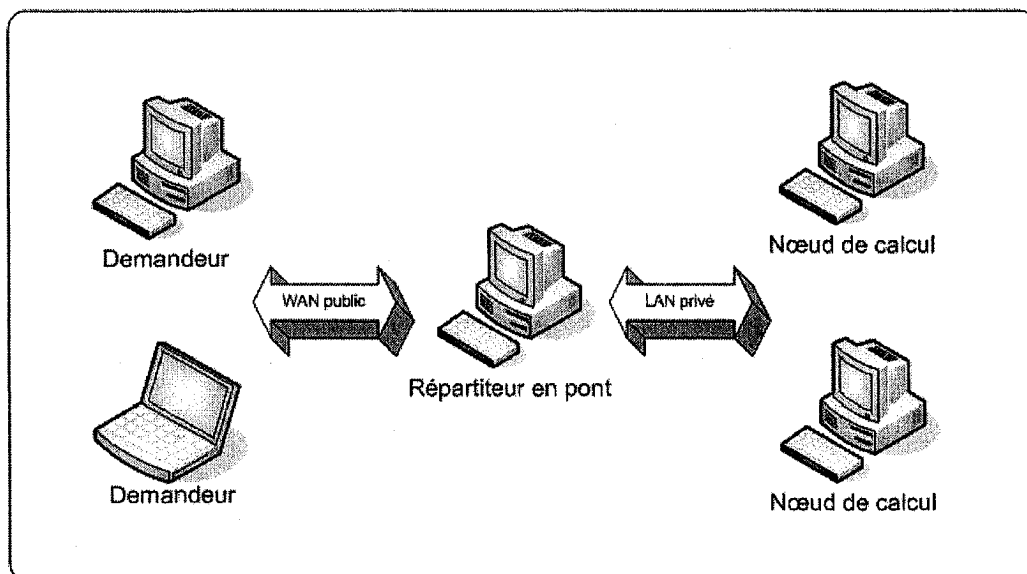 Demandeur
Nœud de calcul
WAN public
LAN privé
Répartiteur en pont
Demandeur
Nœud de calcul